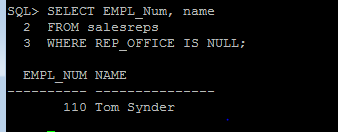 SQL> SELECT EMPL_Num, name
  2  FROM salesreps
  3  WHERE REP_OFFICE IS NULL;
  EMPL_NUM NAME
---------- ---------------
       110 Tom Synder